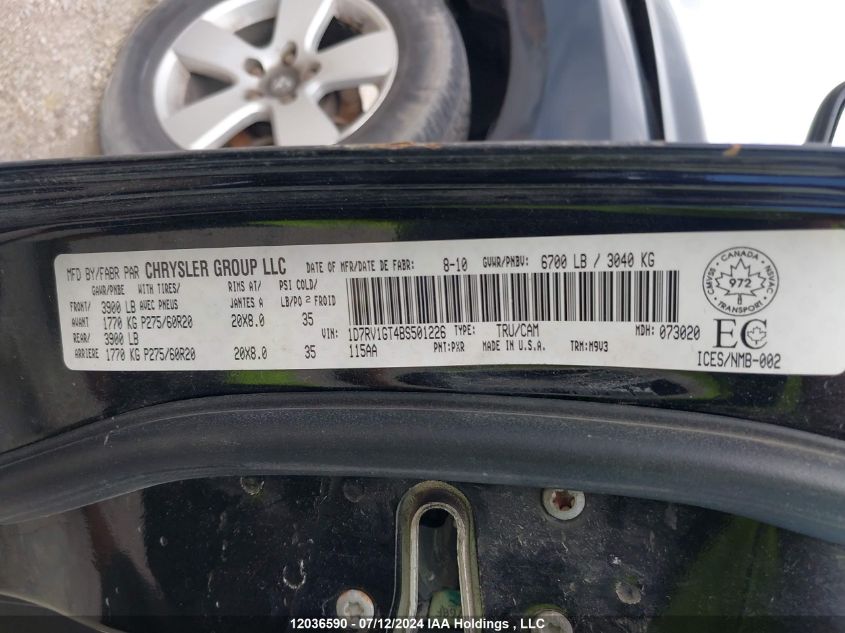 MFD BY/FABR PAR CHRYSLER GROUP LLC DATE OF MFR/DATE DE FABR: 8-10 GVWR/PNBV: 6700 LB / 3040 KG
GAWR/PNBE WITH TIRES/ RIMS AT/ PSI COLD/
FRONT/ 3900 LB AVEC PNEUS JANTES A LB/PO 2 FROID
AVANT 1770 KG P275/60R20 20X8.0 35
REAR/ 3900 LB
ARRIERE 1770 KG P275/60R20 20X8.0 35
VIN: 1D7RV1GT4BS501226 TYPE: TRU/CAM MDH: 073020
115AA PNT:PXR MADE IN U.S.A. TRM:M9V3
CANADA
CMVSS 972 NSVAC
TRANSPORT
EC
ICES/NMB-002
12036590 - 07/12/2024 IAA Holdings , LLC